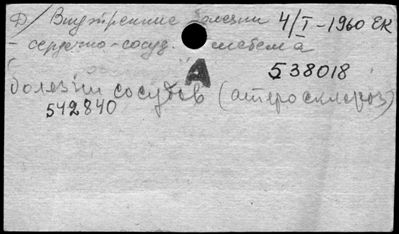 Ф/ Внутренние болезни 4/I-1960 ЕК
- сердечно-сосуд. система
А 538018
болезни сосудов (атеросклероз)
542840